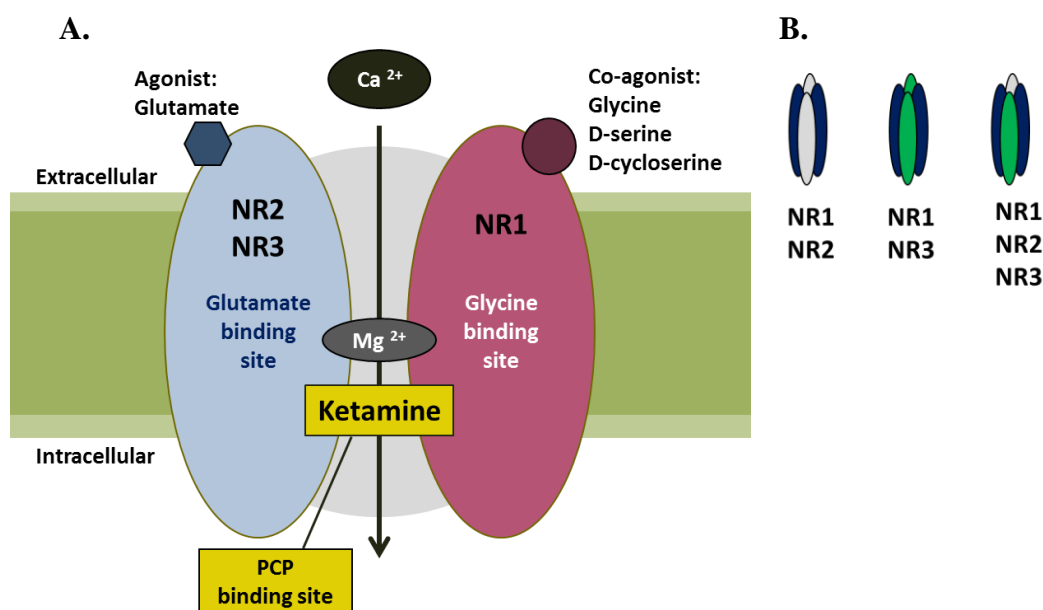 A.
B.
Agonist:
Glutamate
Ca 2+
Co-agonist:
Glycine
D-serine
D-cycloserine
Extracellular
NR2
NR3
NR1
Glutamate
binding
site
Glycine
binding
site
Mg 2+
Ketamine
Intracellular
PCP
binding site
NR1
NR2
NR1
NR3
NR1
NR2
NR3